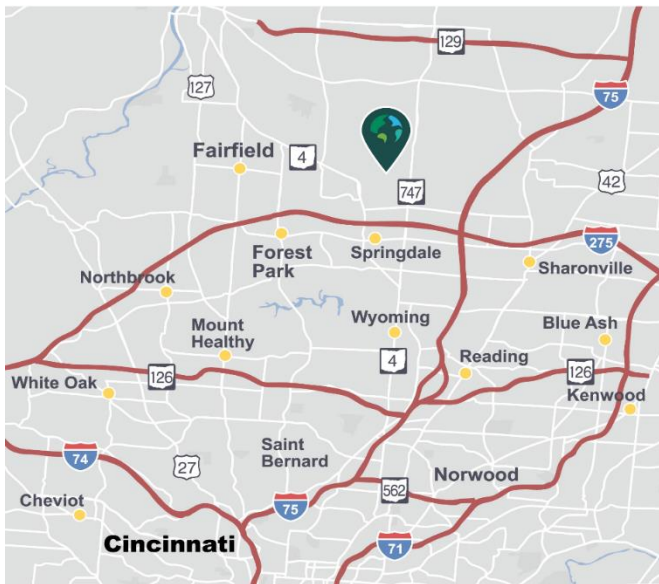 129
127
75
Fairfield
4
42
747
Forest
Park
Springdale
275
Sharonville
Northbrook
Mount
Healthy
Wyoming
Blue Ash
4
126
Reading
126
White Oak
Kenwood
Saint
Bernard
74
27
Norwood
562
Cheviot
75
Cincinnati
71